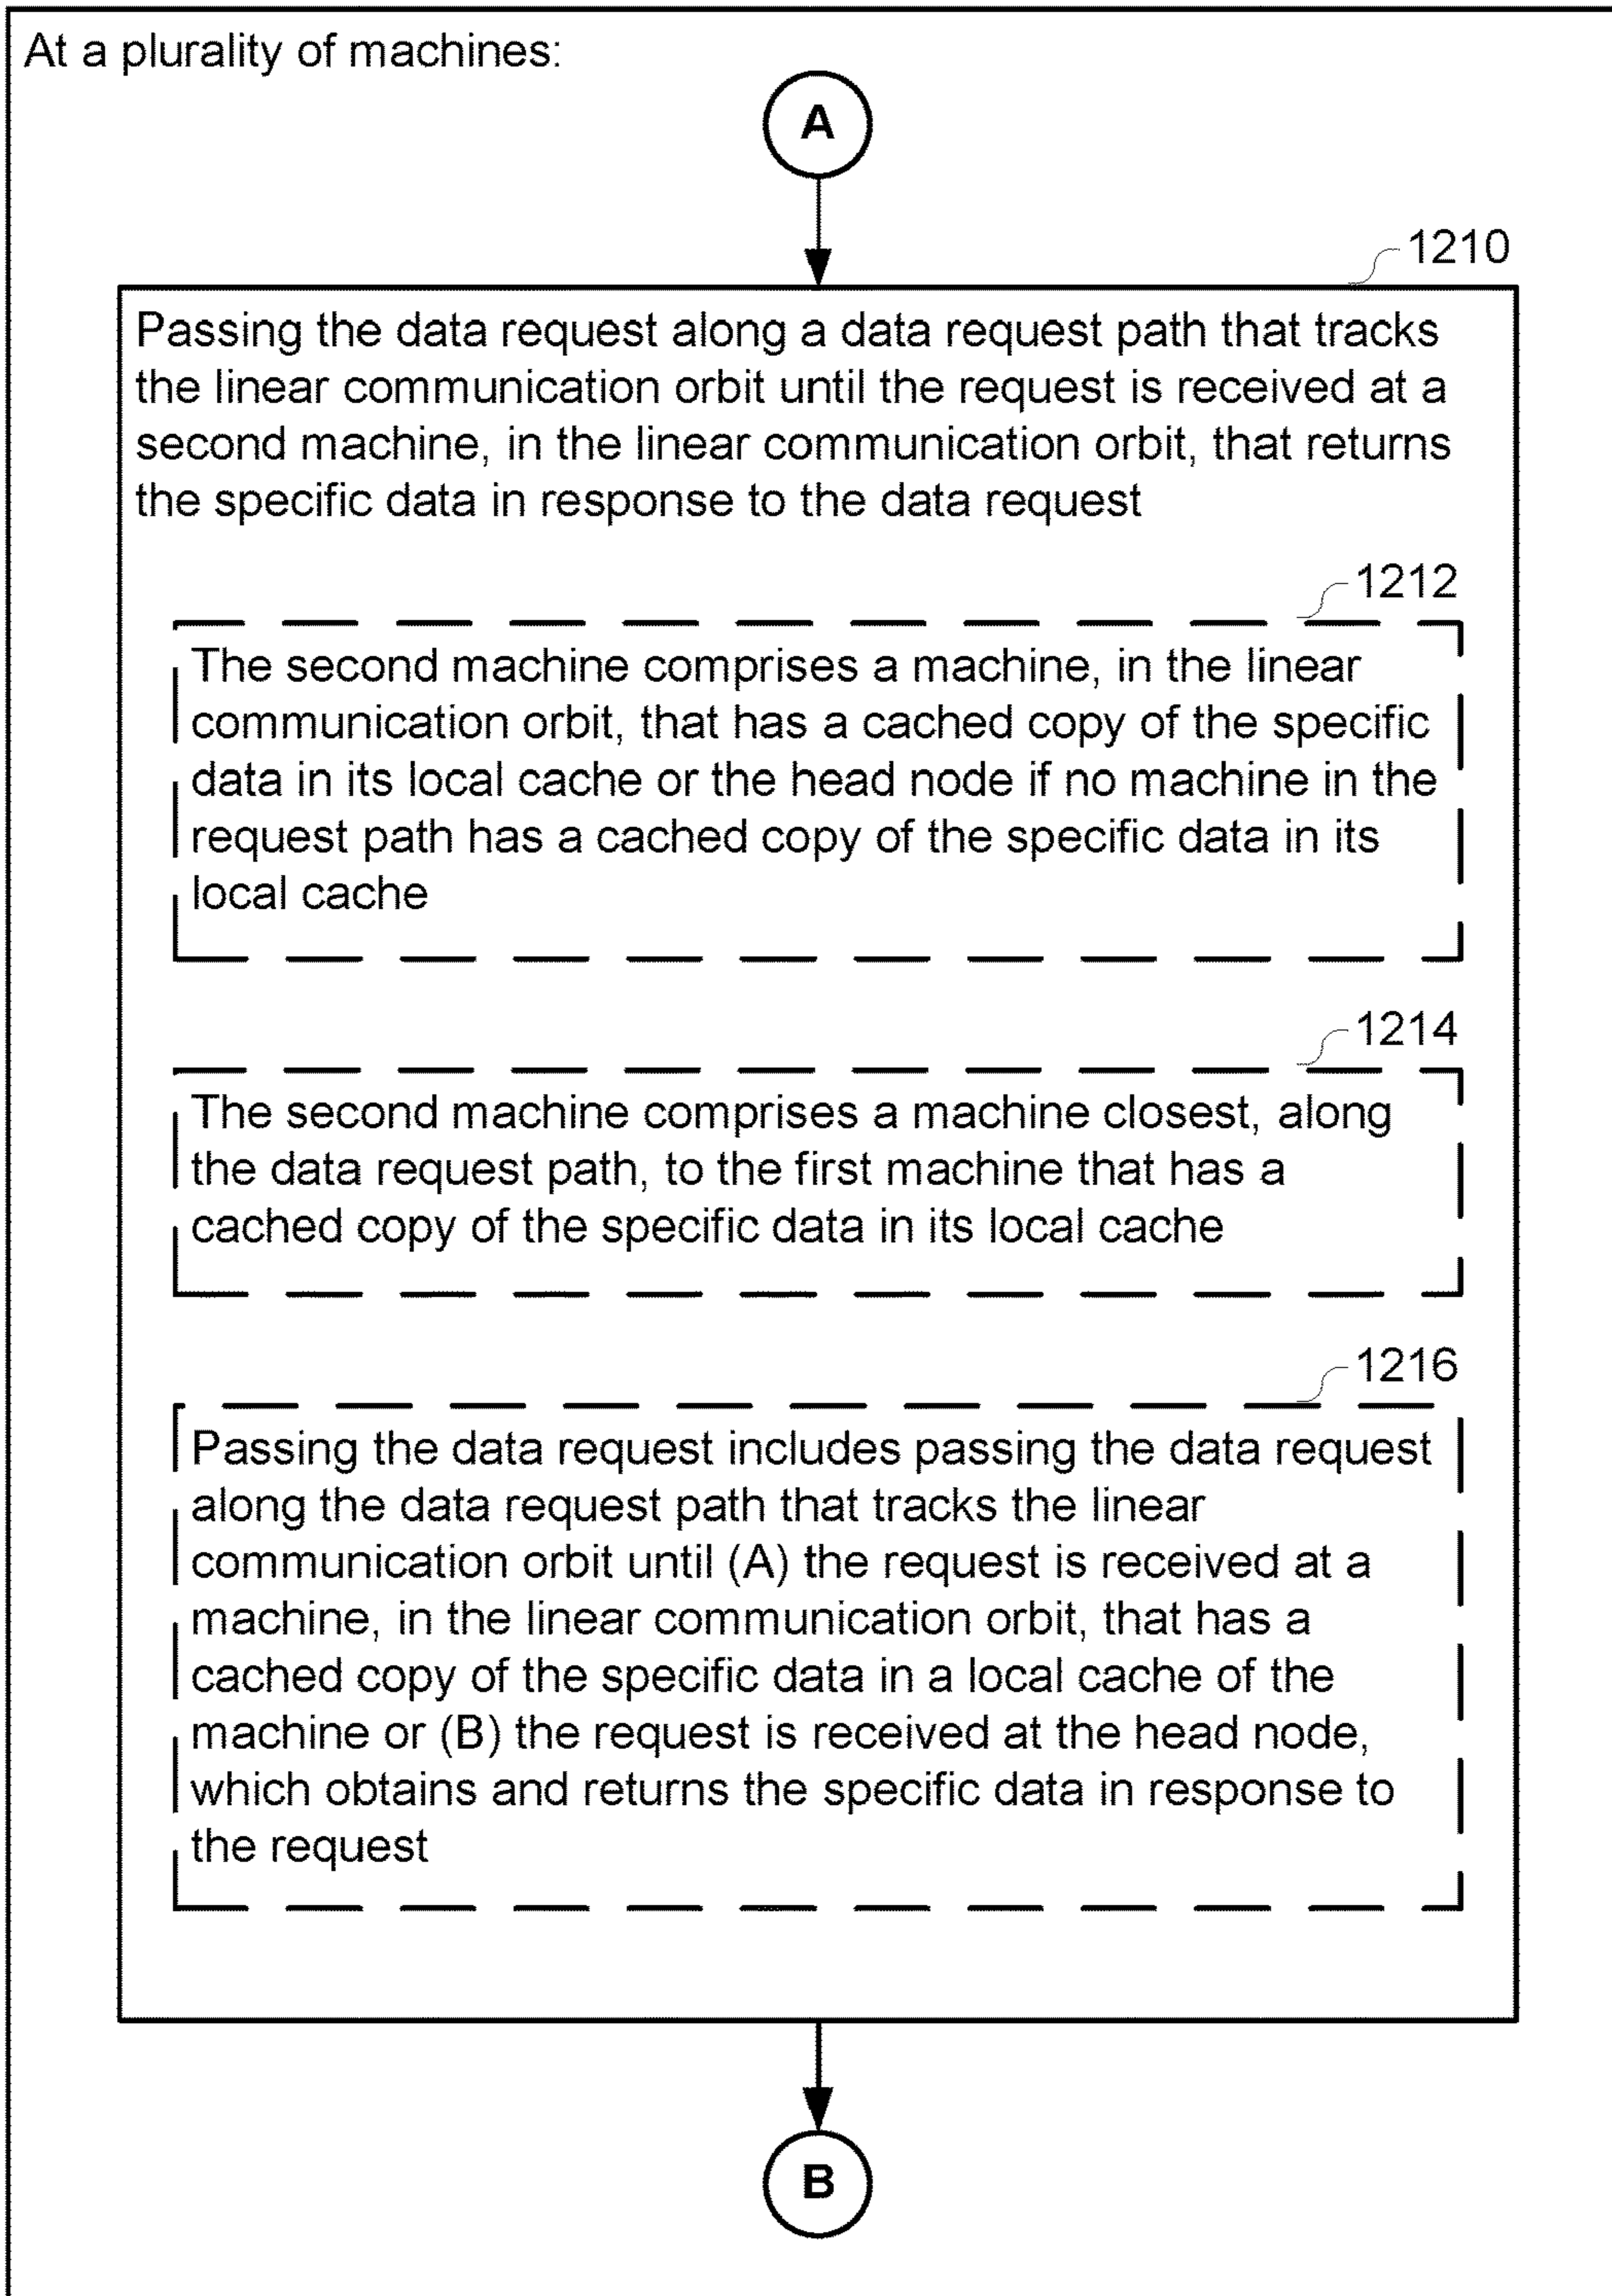 At a plurality of machines:
A
1210
Passing the data request along a data request path that tracks
the linear communication orbit until the request is received at a
second machine, in the linear communication orbit, that returns
the specific data in response to the data request
1212
The second machine comprises a machine, in the linear
communication orbit, that has a cached copy of the specific
data in its local cache or the head node if no machine in the
request path has a cached copy of the specific data in its
local cache
1214
The second machine comprises a machine closest, along
the data request path, to the first machine that has a
cached copy of the specific data in its local cache
1216
Passing the data request includes passing the data request
along the data request path that tracks the linear
communication orbit until (A) the request is received at a
machine, in the linear communication orbit, that has a
cached copy of the specific data in a local cache of the
machine or (B) the request is received at the head node,
which obtains and returns the specific data in response to
the request
B